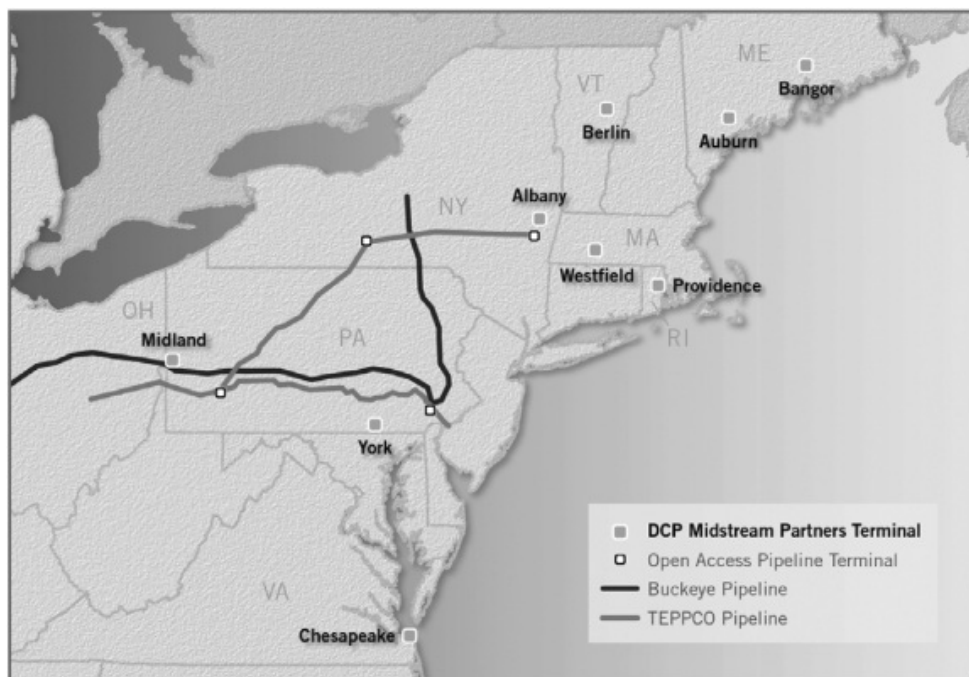 ME
Bangor
VT
Berlin
Auburn
Albany
NY
MA
Westfield
Providence
OH
Midland
PA
RI
York
DCP Midstream Partners Terminal
Open Access Pipeline Terminal
Buckeye Pipeline
TEPPCO Pipeline
VA
Chesapeake